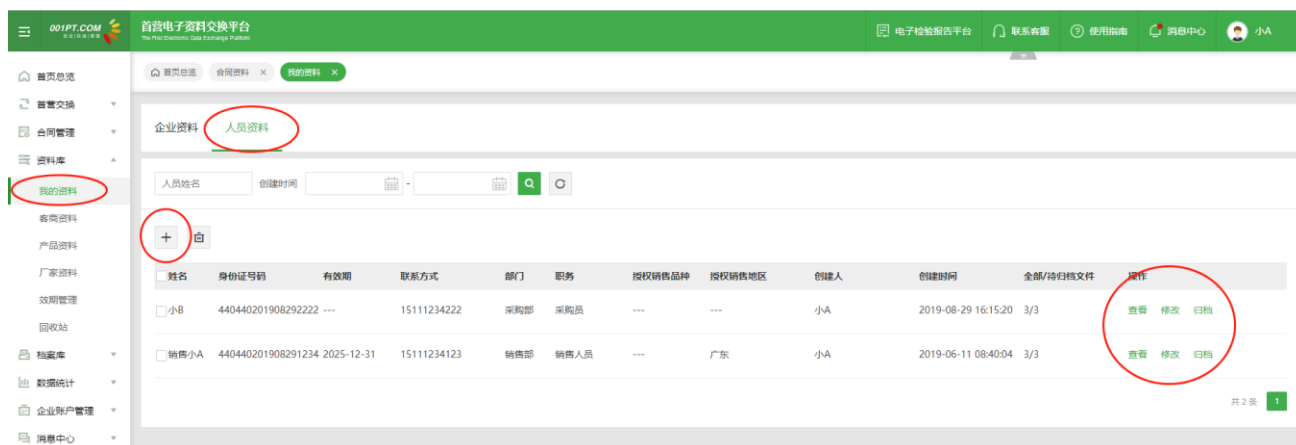 001PT.COM
首营电子资料交换平台
The First Electronic Data Exchange Platform
电子检验报告平台 联系客服 使用指南 消息中心 小A
首页总览
首营交换
合同管理
资料库
我的资料
客商资料
产品资料
厂家资料
效期管理
回收站
档案库
数据统计
企业账户管理
消息中心
首页总览 合同资料 × 我的资料 ×
企业资料 人员资料
人员姓名 创建时间 -
姓名 身份证号码 有效期 联系方式 部门 职务 授权销售品种 授权销售地区 创建人 创建时间 全部/待归档文件 操作
小B 440440201908292222 --- 15111234222 采购部 采购员 --- --- 小A 2019-08-29 16:15:20 3/3 查看 修改 归档
销售小A 440440201908291234 2025-12-31 15111234123 销售部 销售人员 --- 广东 小A 2019-06-11 08:40:04 3/3 查看 修改 归档
共2条 1